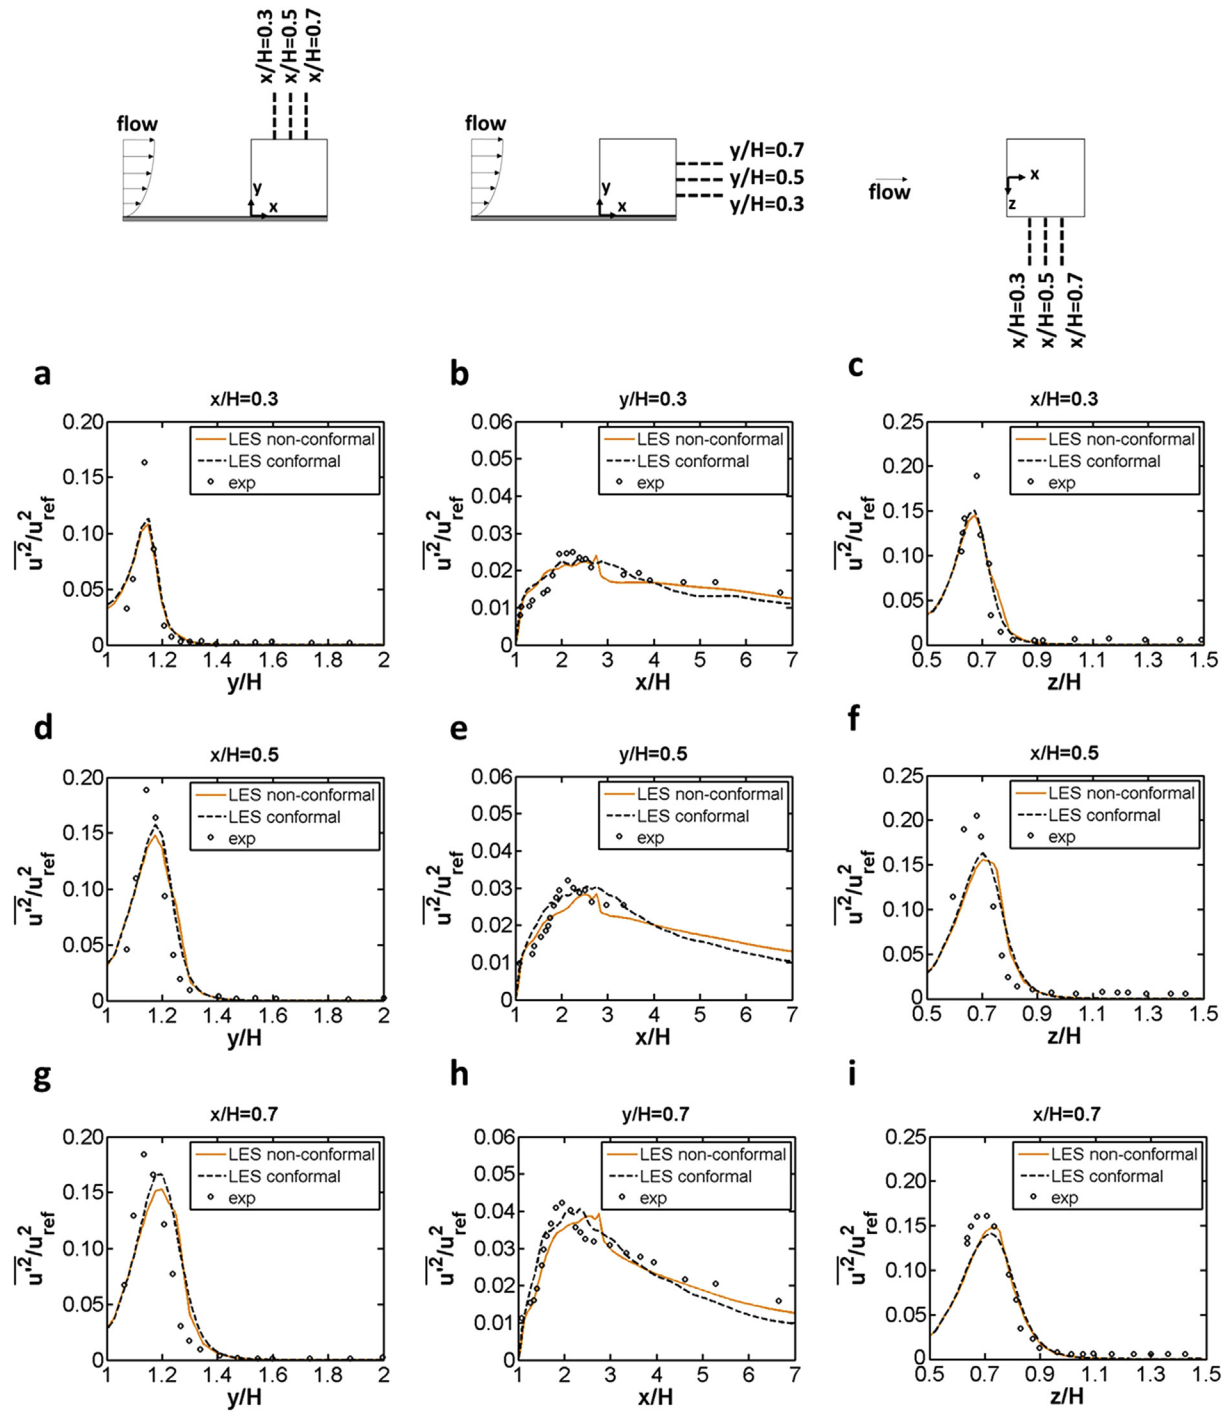 x/H=0.3
x/H=0.5
x/H=0.7
flow
y
x
flow
y
x
y/H=0.7
y/H=0.5
y/H=0.3
flow
x
z
x/H=0.3
x/H=0.5
x/H=0.7
a
x/H=0.3
0.20
0.15
0.10
0.05
0
u'²/u²ref
LES non-conformal
LES conformal
exp
1 1.2 1.4 1.6 1.8 2
y/H
b
y/H=0.3
0.06
0.05
0.04
0.03
0.02
0.01
0
u'²/u²ref
LES non-conformal
LES conformal
exp
1 2 3 4 5 6 7
x/H
c
x/H=0.3
0.25
0.20
0.15
0.10
0.05
0
u'²/u²ref
LES non-conformal
LES conformal
exp
0.5 0.7 0.9 1.1 1.3 1.5
z/H
d
x/H=0.5
0.20
0.15
0.10
0.05
0
u'²/u²ref
LES non-conformal
LES conformal
exp
1 1.2 1.4 1.6 1.8 2
y/H
e
y/H=0.5
0.06
0.05
0.04
0.03
0.02
0.01
0
u'²/u²ref
LES non-conformal
LES conformal
exp
1 2 3 4 5 6 7
x/H
f
x/H=0.5
0.25
0.20
0.15
0.10
0.05
0
u'²/u²ref
LES non-conformal
LES conformal
exp
0.5 0.7 0.9 1.1 1.3 1.5
z/H
g
x/H=0.7
0.20
0.15
0.10
0.05
0
u'²/u²ref
LES non-conformal
LES conformal
exp
1 1.2 1.4 1.6 1.8 2
y/H
h
y/H=0.7
0.06
0.05
0.04
0.03
0.02
0.01
0
u'²/u²ref
LES non-conformal
LES conformal
exp
1 2 3 4 5 6 7
x/H
i
x/H=0.7
0.25
0.20
0.15
0.10
0.05
0
u'²/u²ref
LES non-conformal
LES conformal
exp
0.5 0.7 0.9 1.1 1.3 1.5
z/H